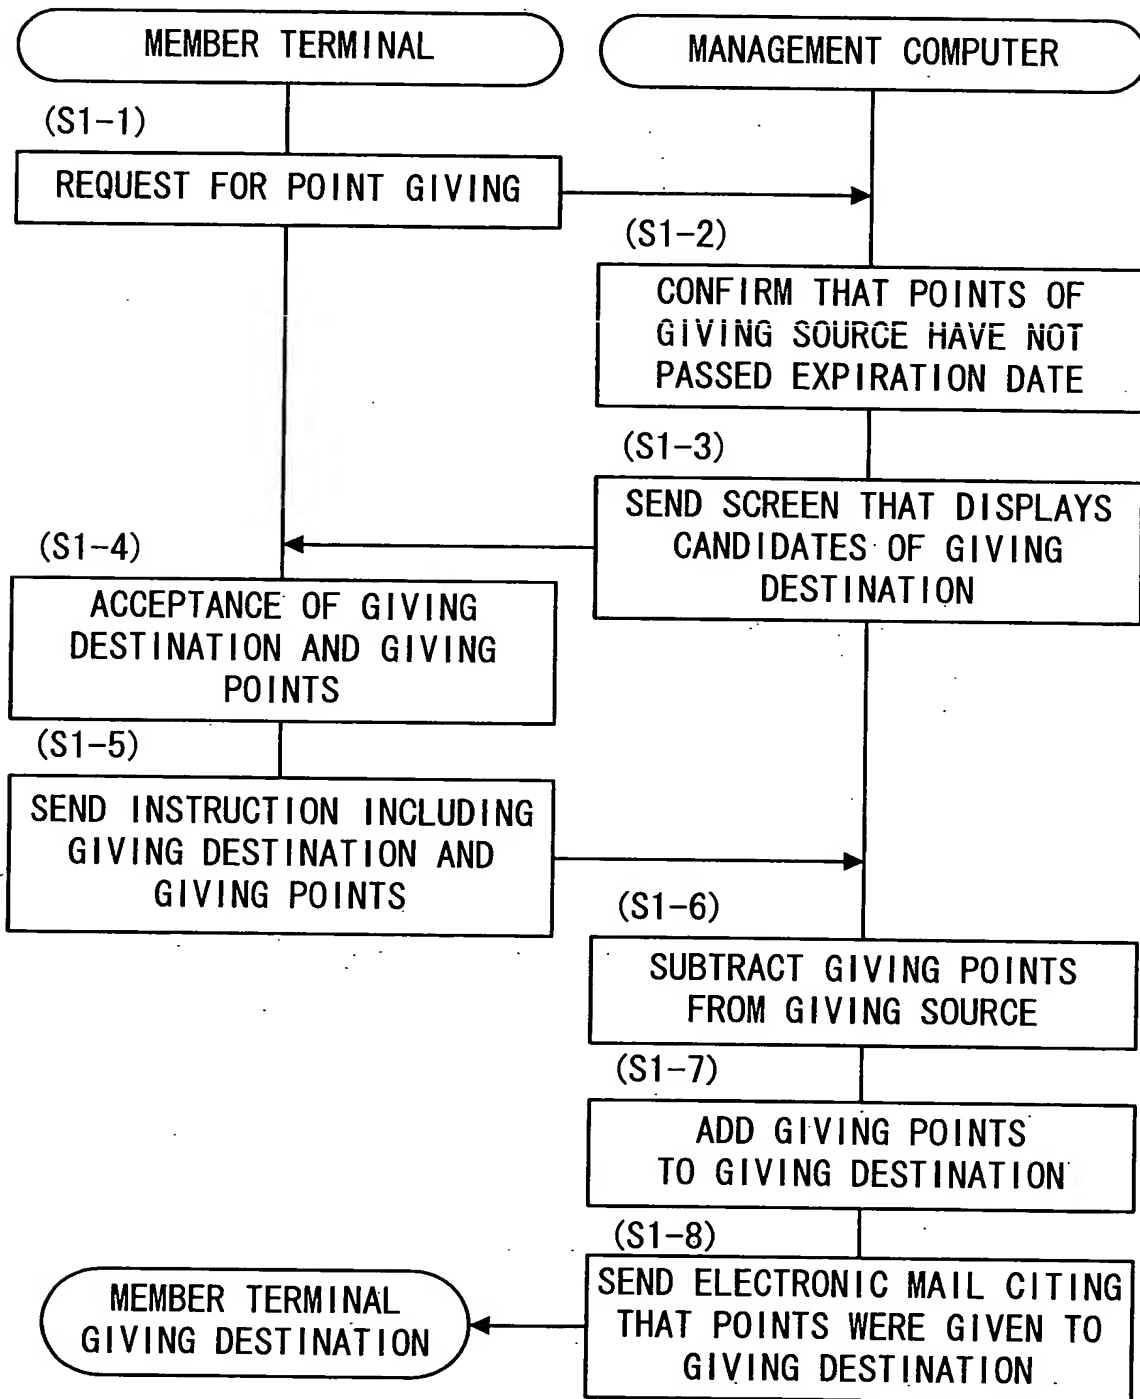 MEMBER TERMINAL
MANAGEMENT COMPUTER
(S1-1)
REQUEST FOR POINT GIVING
(S1-2)
CONFIRM THAT POINTS OF
GIVING SOURCE HAVE NOT
PASSED EXPIRATION DATE
(S1-3)
SEND SCREEN THAT DISPLAYS
CANDIDATES OF GIVING
DESTINATION
(S1-4)
ACCEPTANCE OF GIVING
DESTINATION AND GIVING
POINTS
(S1-5)
SEND INSTRUCTION INCLUDING
GIVING DESTINATION AND
GIVING POINTS
(S1-6)
SUBTRACT GIVING POINTS
FROM GIVING SOURCE
(S1-7)
ADD GIVING POINTS
TO GIVING DESTINATION
(S1-8)
SEND ELECTRONIC MAIL CITING
THAT POINTS WERE GIVEN TO
GIVING DESTINATION
MEMBER TERMINAL
GIVING DESTINATION